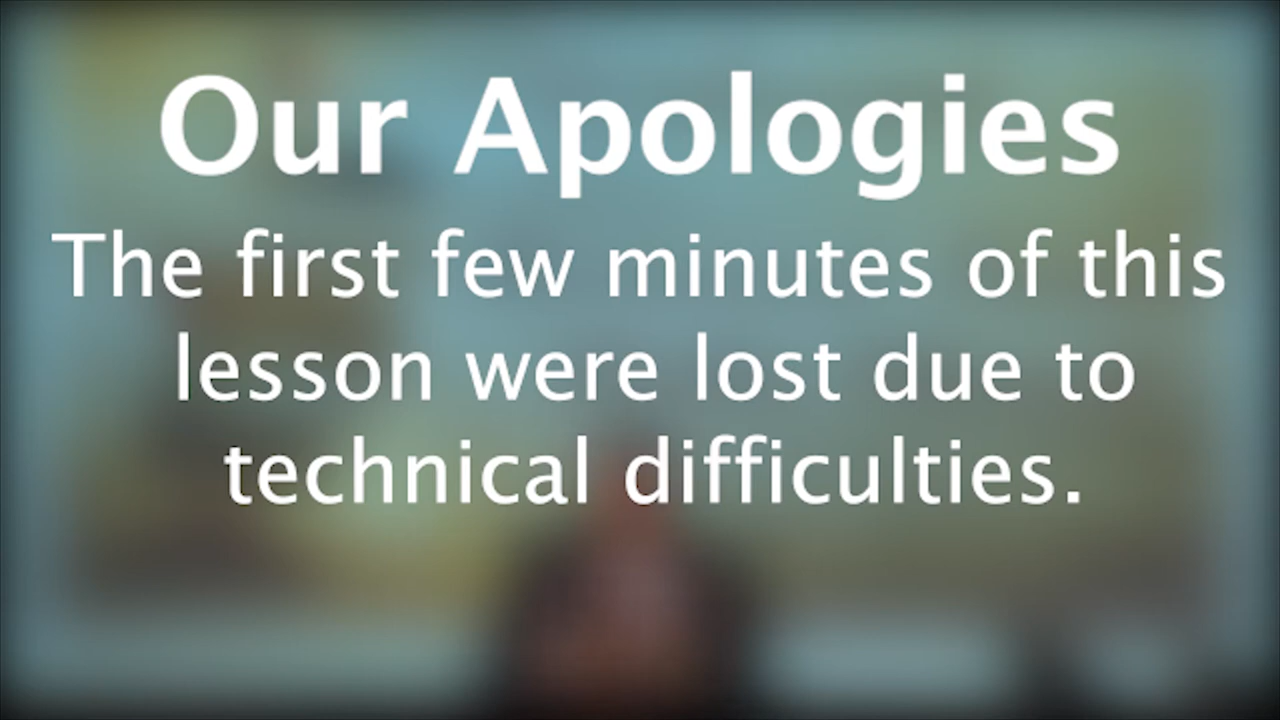 Our Apologies
The first few minutes of this
lesson were lost due to
technical difficulties.